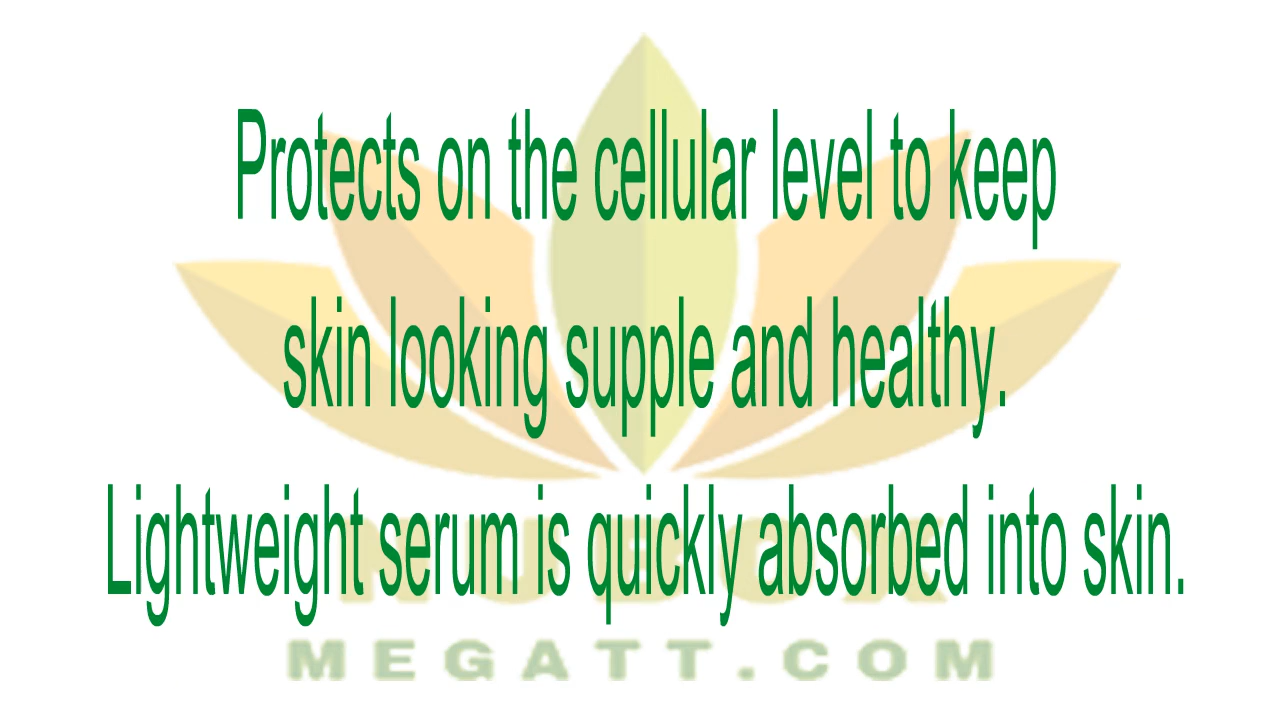 Protects on the cellular level to keep
skin looking supple and healthy.
Lightweight serum is quickly absorbed into skin.
MEGATT.COM